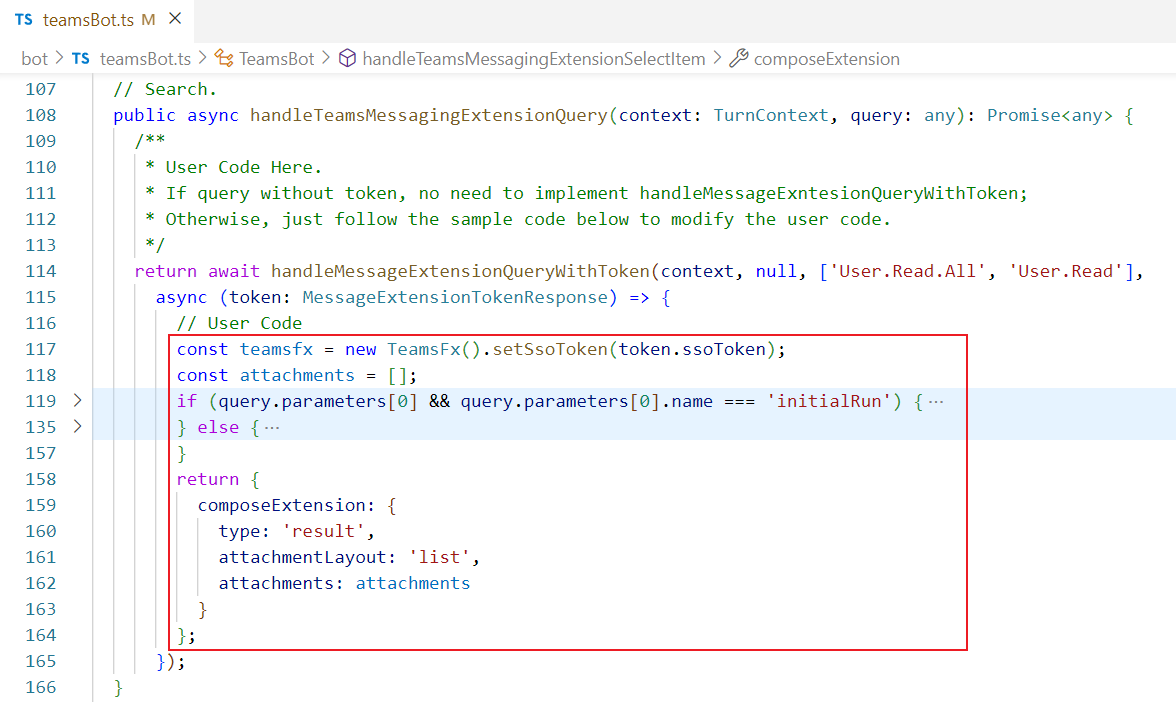 TS teamsBot.ts M ×
bot > TS teamsBot.ts > TeamsBot > handleTeamsMessagingExtensionSelectItem > composeExtension
107 // Search.
108 public async handleTeamsMessagingExtensionQuery(context: TurnContext, query: any): Promise<any> {
109 /**
110 * User Code Here.
111 * If query without token, no need to implement handleMessageExntesionQueryWithToken;
112 * Otherwise, just follow the sample code below to modify the user code.
113 */
114 return await handleMessageExtensionQueryWithToken(context, null, ['User.Read.All', 'User.Read'],
115 async (token: MessageExtensionTokenResponse) => {
116 // User Code
117 const teamsfx = new TeamsFx().setSsoToken(token.ssoToken);
118 const attachments = [];
119 > if (query.parameters[0] && query.parameters[0].name === 'initialRun') { ⋯
135 > } else { ⋯
157 }
158 return {
159 composeExtension: {
160 type: 'result',
161 attachmentLayout: 'list',
162 attachments: attachments
163 }
164 };
165 });
166 }